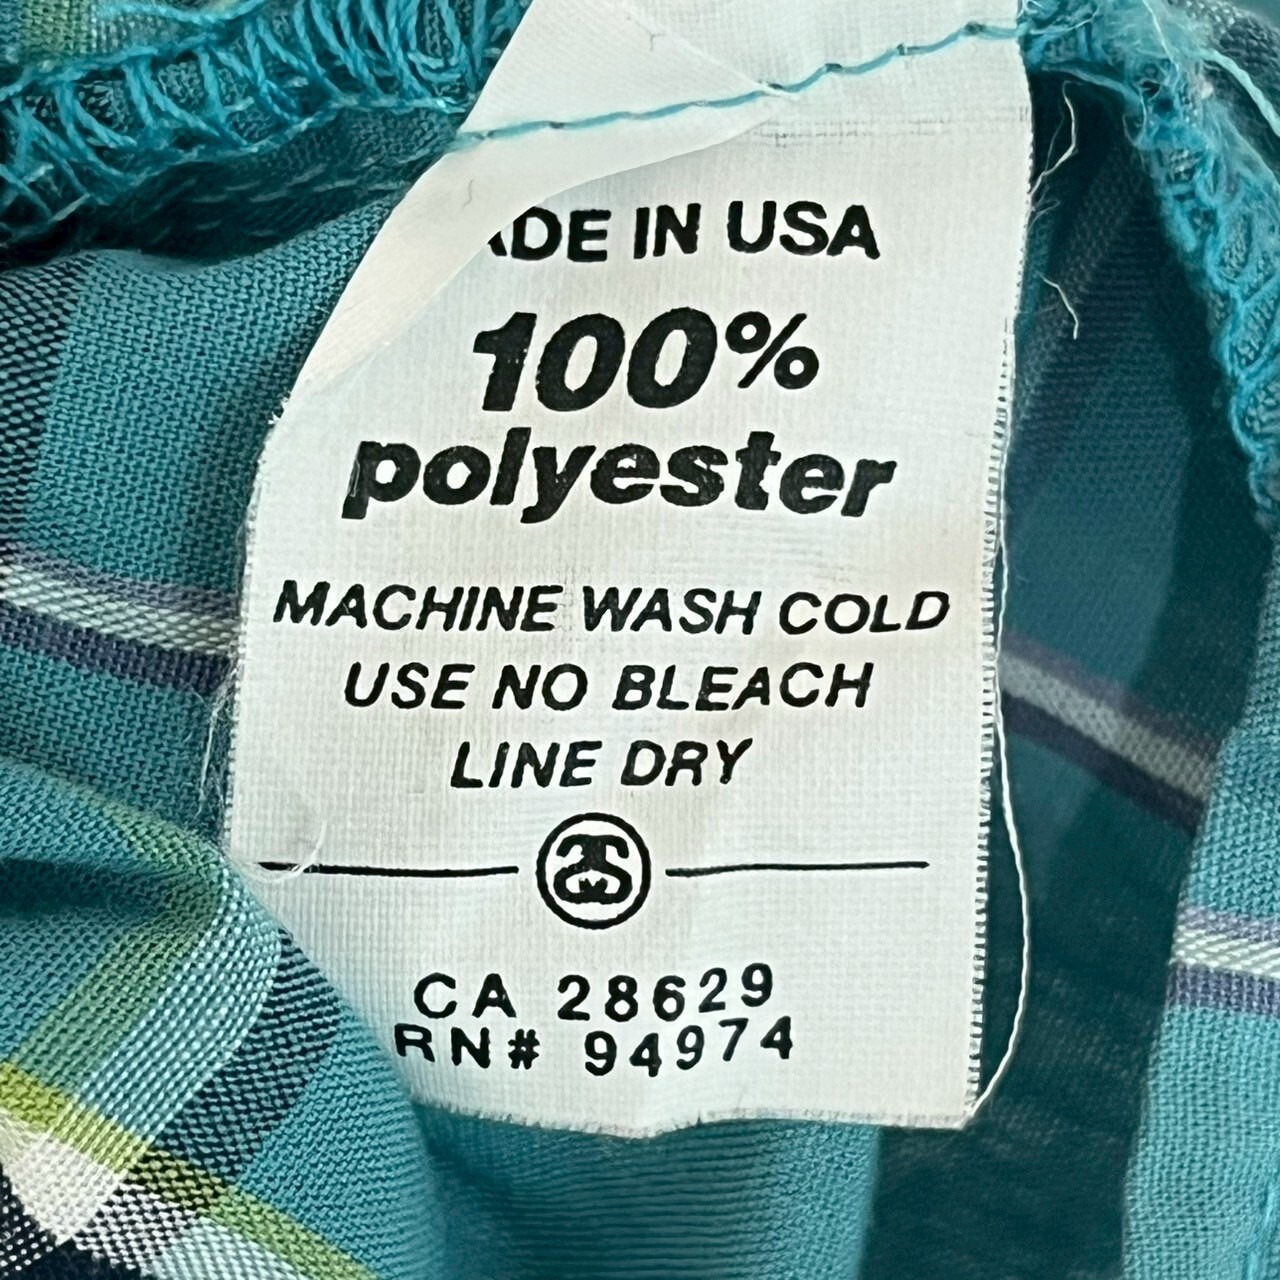 ADE IN USA
100%
polyester
MACHINE WASH COLD
USE NO BLEACH
LINE DRY
CA 28629
RN# 94974